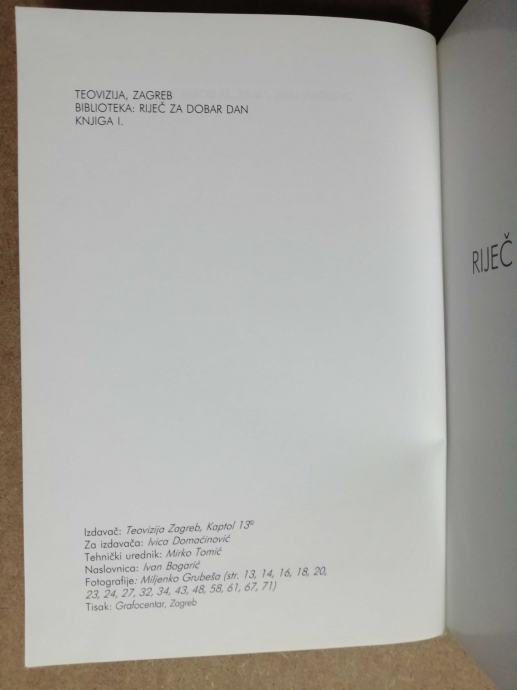 TEOVIZIJA, ZAGREB
BIBLIOTEKA: RIJEČ ZA DOBAR DAN
KNJIGA I.
RIJEČ
Izdavač: Teovizija Zagreb, Kaptol 13ª
Za izdavača: Ivica Domaćinović
Tehnički urednik: Mirko Tomić
Naslovnica: Ivan Bogarić
Fotografije: Miljenko Grubeša (str. 13, 14, 16, 18, 20,
23, 24, 27, 32, 34, 43, 48, 58, 61, 67, 71)
Tisak: Grafocentar, Zagreb